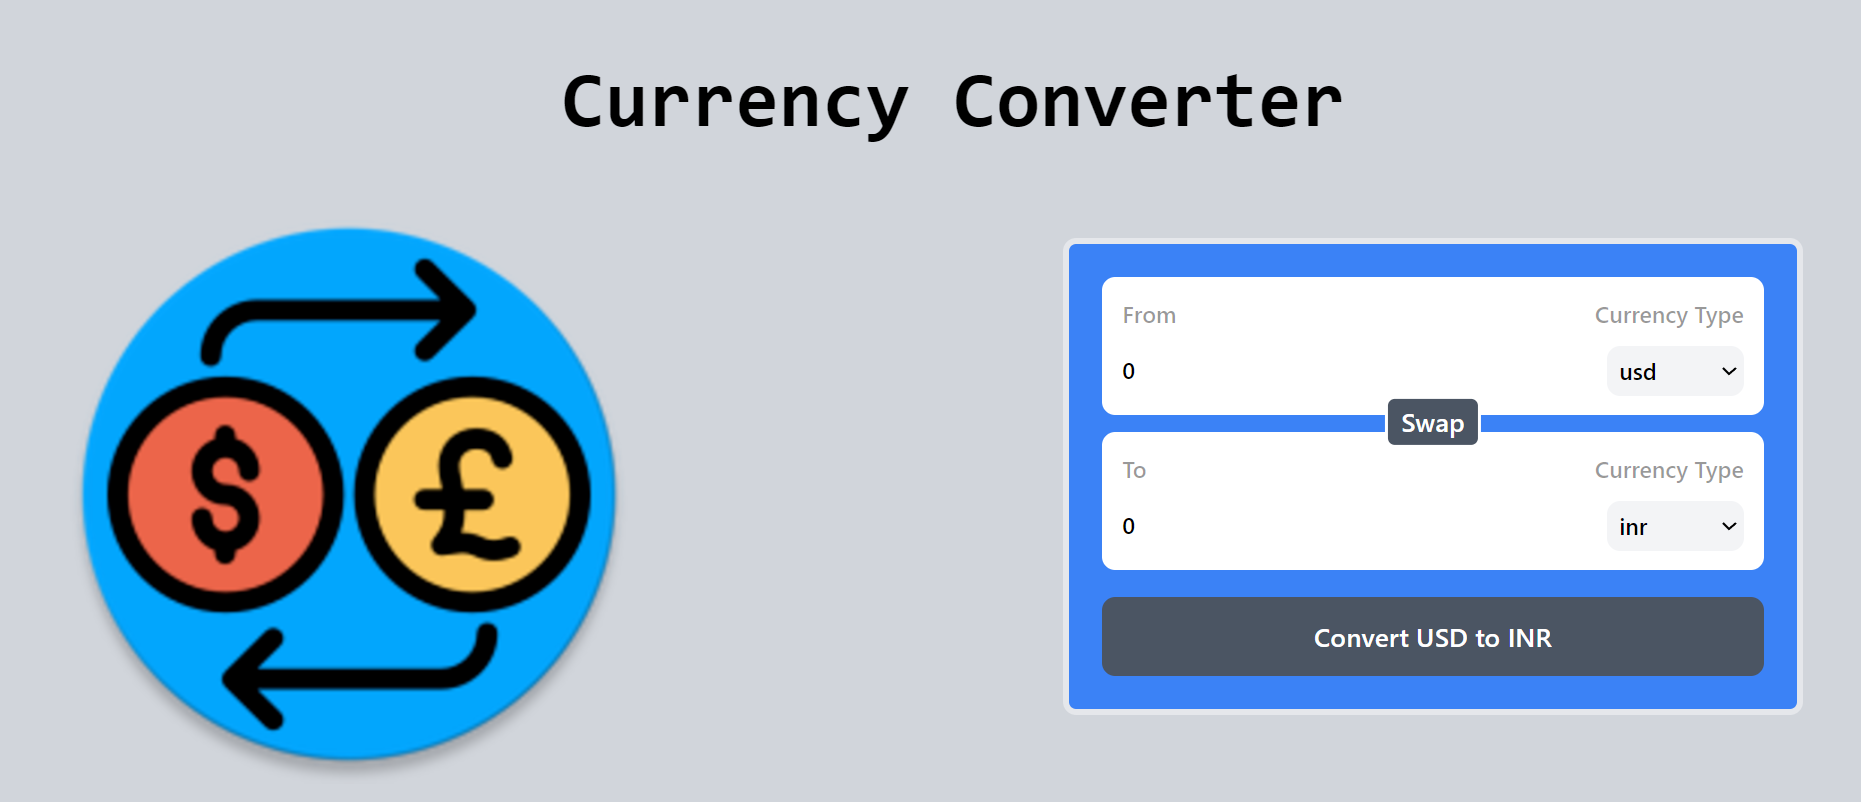 Currency Converter
$ £
From Currency Type
0 usd
Swap
To Currency Type
0 inr
Convert USD to INR